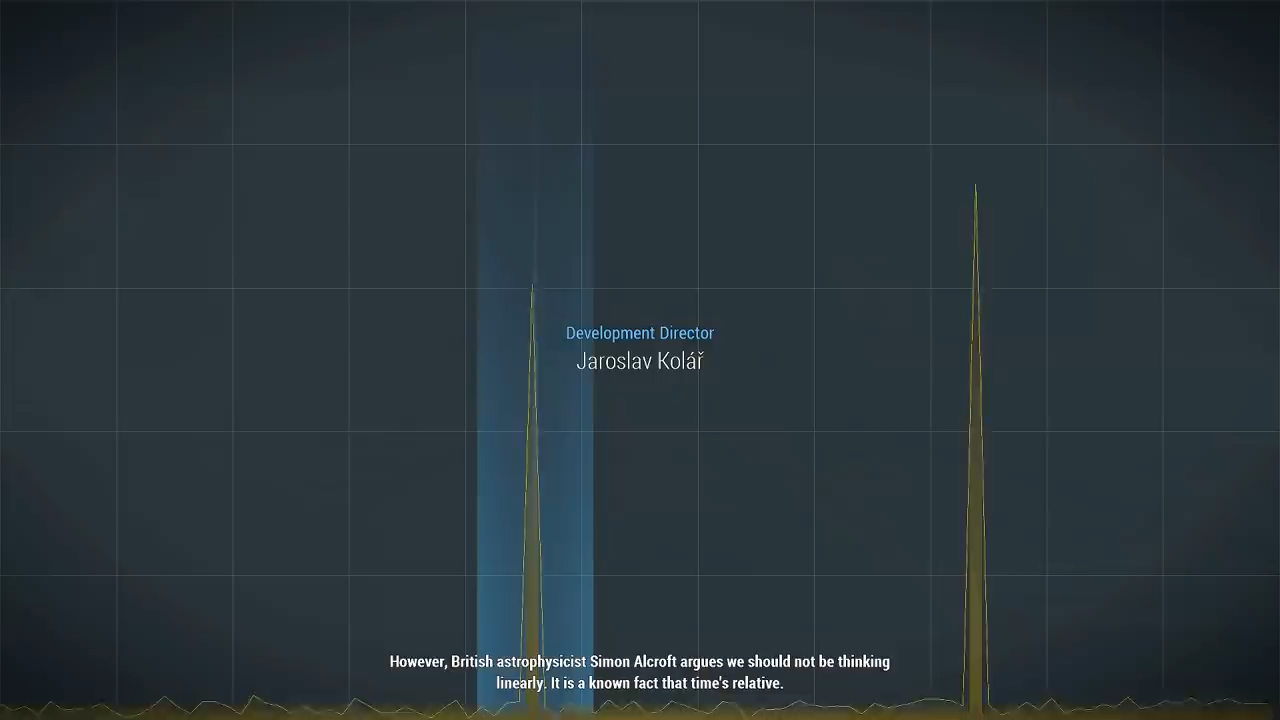 Development Director
Jaroslav Kolář
However, British astrophysicist Simon Alcroft argues we should not be thinking
linearly. It is a known fact that time's relative.